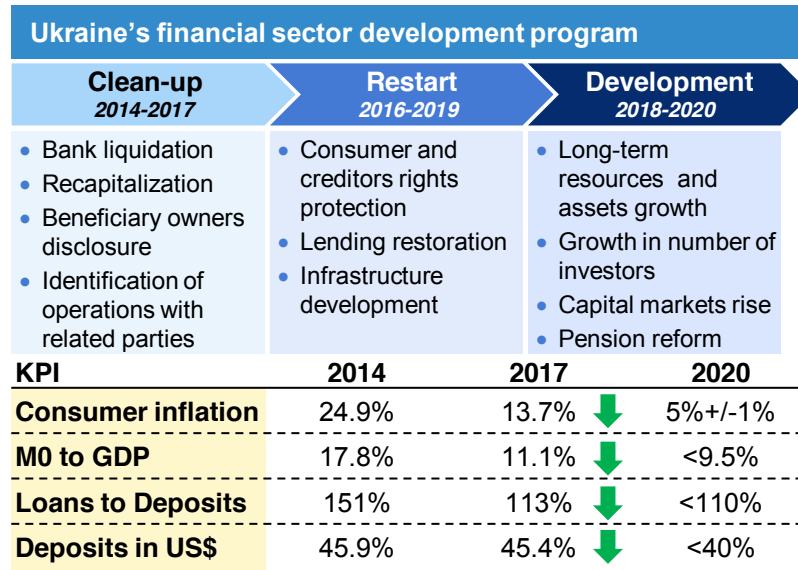 Ukraine's financial sector development program
Clean-up
2014-2017
Restart
2016-2019
Development
2018-2020
• Bank liquidation
• Recapitalization
• Beneficiary owners
disclosure
• Identification of
operations with
related parties
• Consumer and
creditors rights
protection
• Lending restoration
• Infrastructure
development
• Long-term
resources and
assets growth
• Growth in number of
investors
• Capital markets rise
• Pension reform
KPI 2014 2017 2020
Consumer inflation 24.9% 13.7% 5%+/-1%
M0 to GDP 17.8% 11.1% <9.5%
Loans to Deposits 151% 113% <110%
Deposits in US$ 45.9% 45.4% <40%